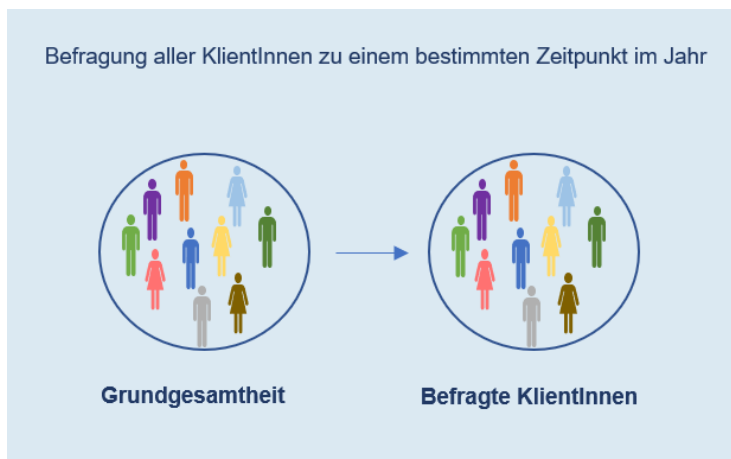 Befragung aller KlientInnen zu einem bestimmten Zeitpunkt im Jahr
Grundgesamtheit
Befragte KlientInnen